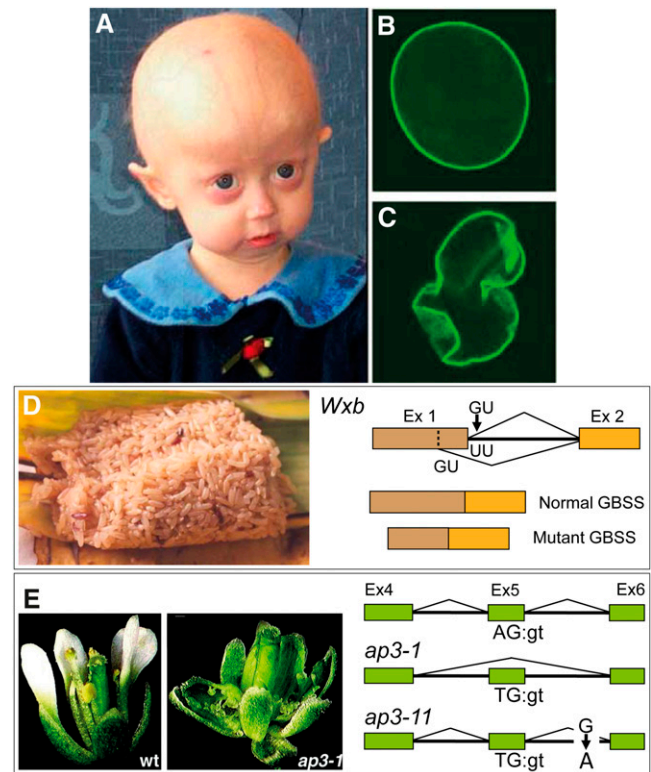 A
B
C
D
Wxb
GU
Ex 1
Ex 2
UU
GU
Normal GBSS
Mutant GBSS
E
wt
ap3-1
Ex4
Ex5
Ex6
AG:gt
ap3-1
TG:gt
ap3-11
G
A
TG:gt